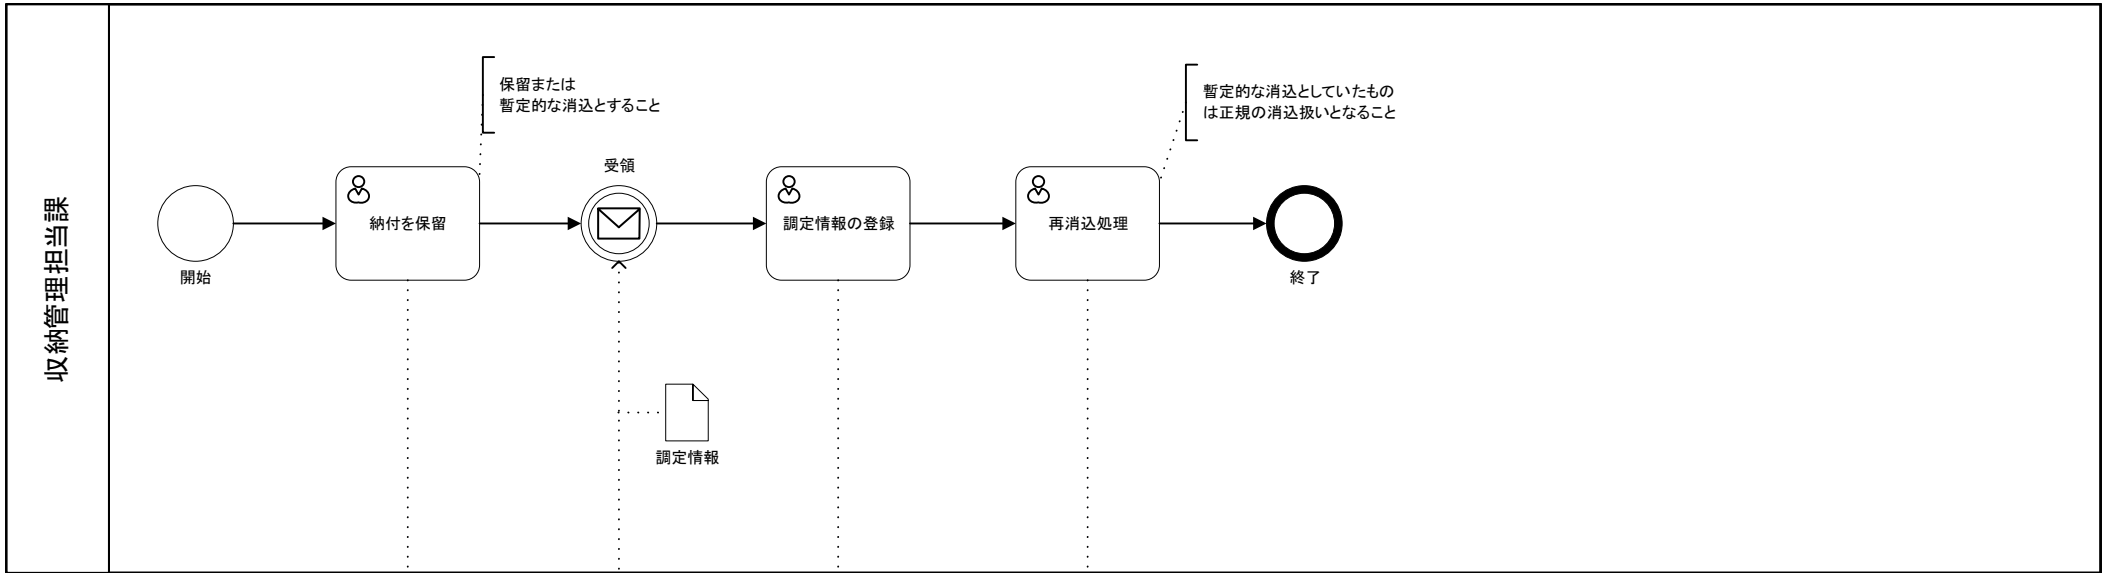 収納管理担当課
保留または
暫定的な消込とすること
暫定的な消込としていたもの
は正規の消込扱いとなること
受領
納付を保留
調定情報の登録
再消込処理
開始
終了
調定情報